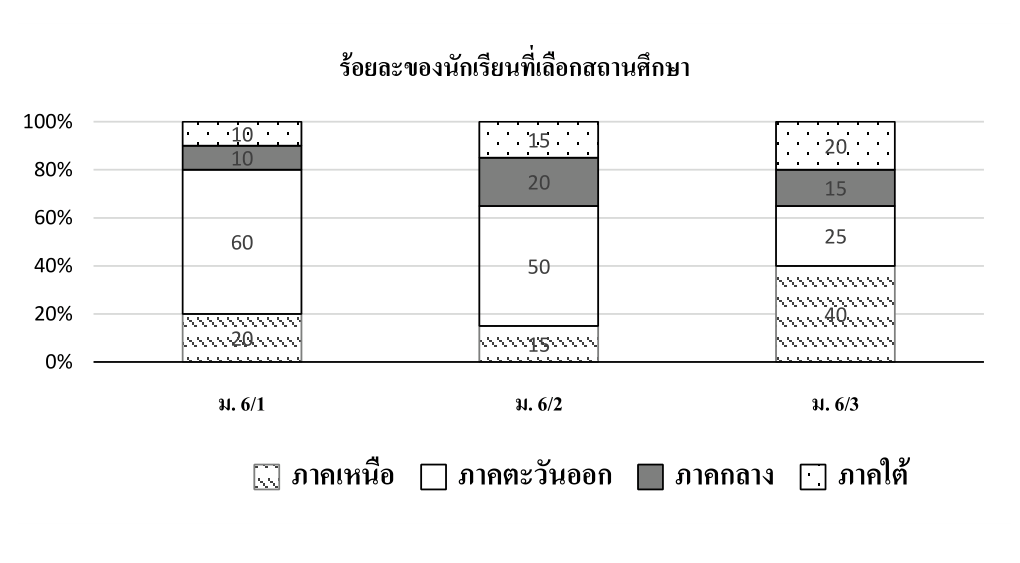 ร้อยละของนักเรียนที่เลือกสถานศึกษา
100%
80%
60%
40%
20%
0%
10
10
60
20
15
20
50
15
20
15
25
40
ม. 6/1
ม. 6/2
ม. 6/3
ภาคเหนือ
ภาคตะวันออก
ภาคกลาง
ภาคใต้